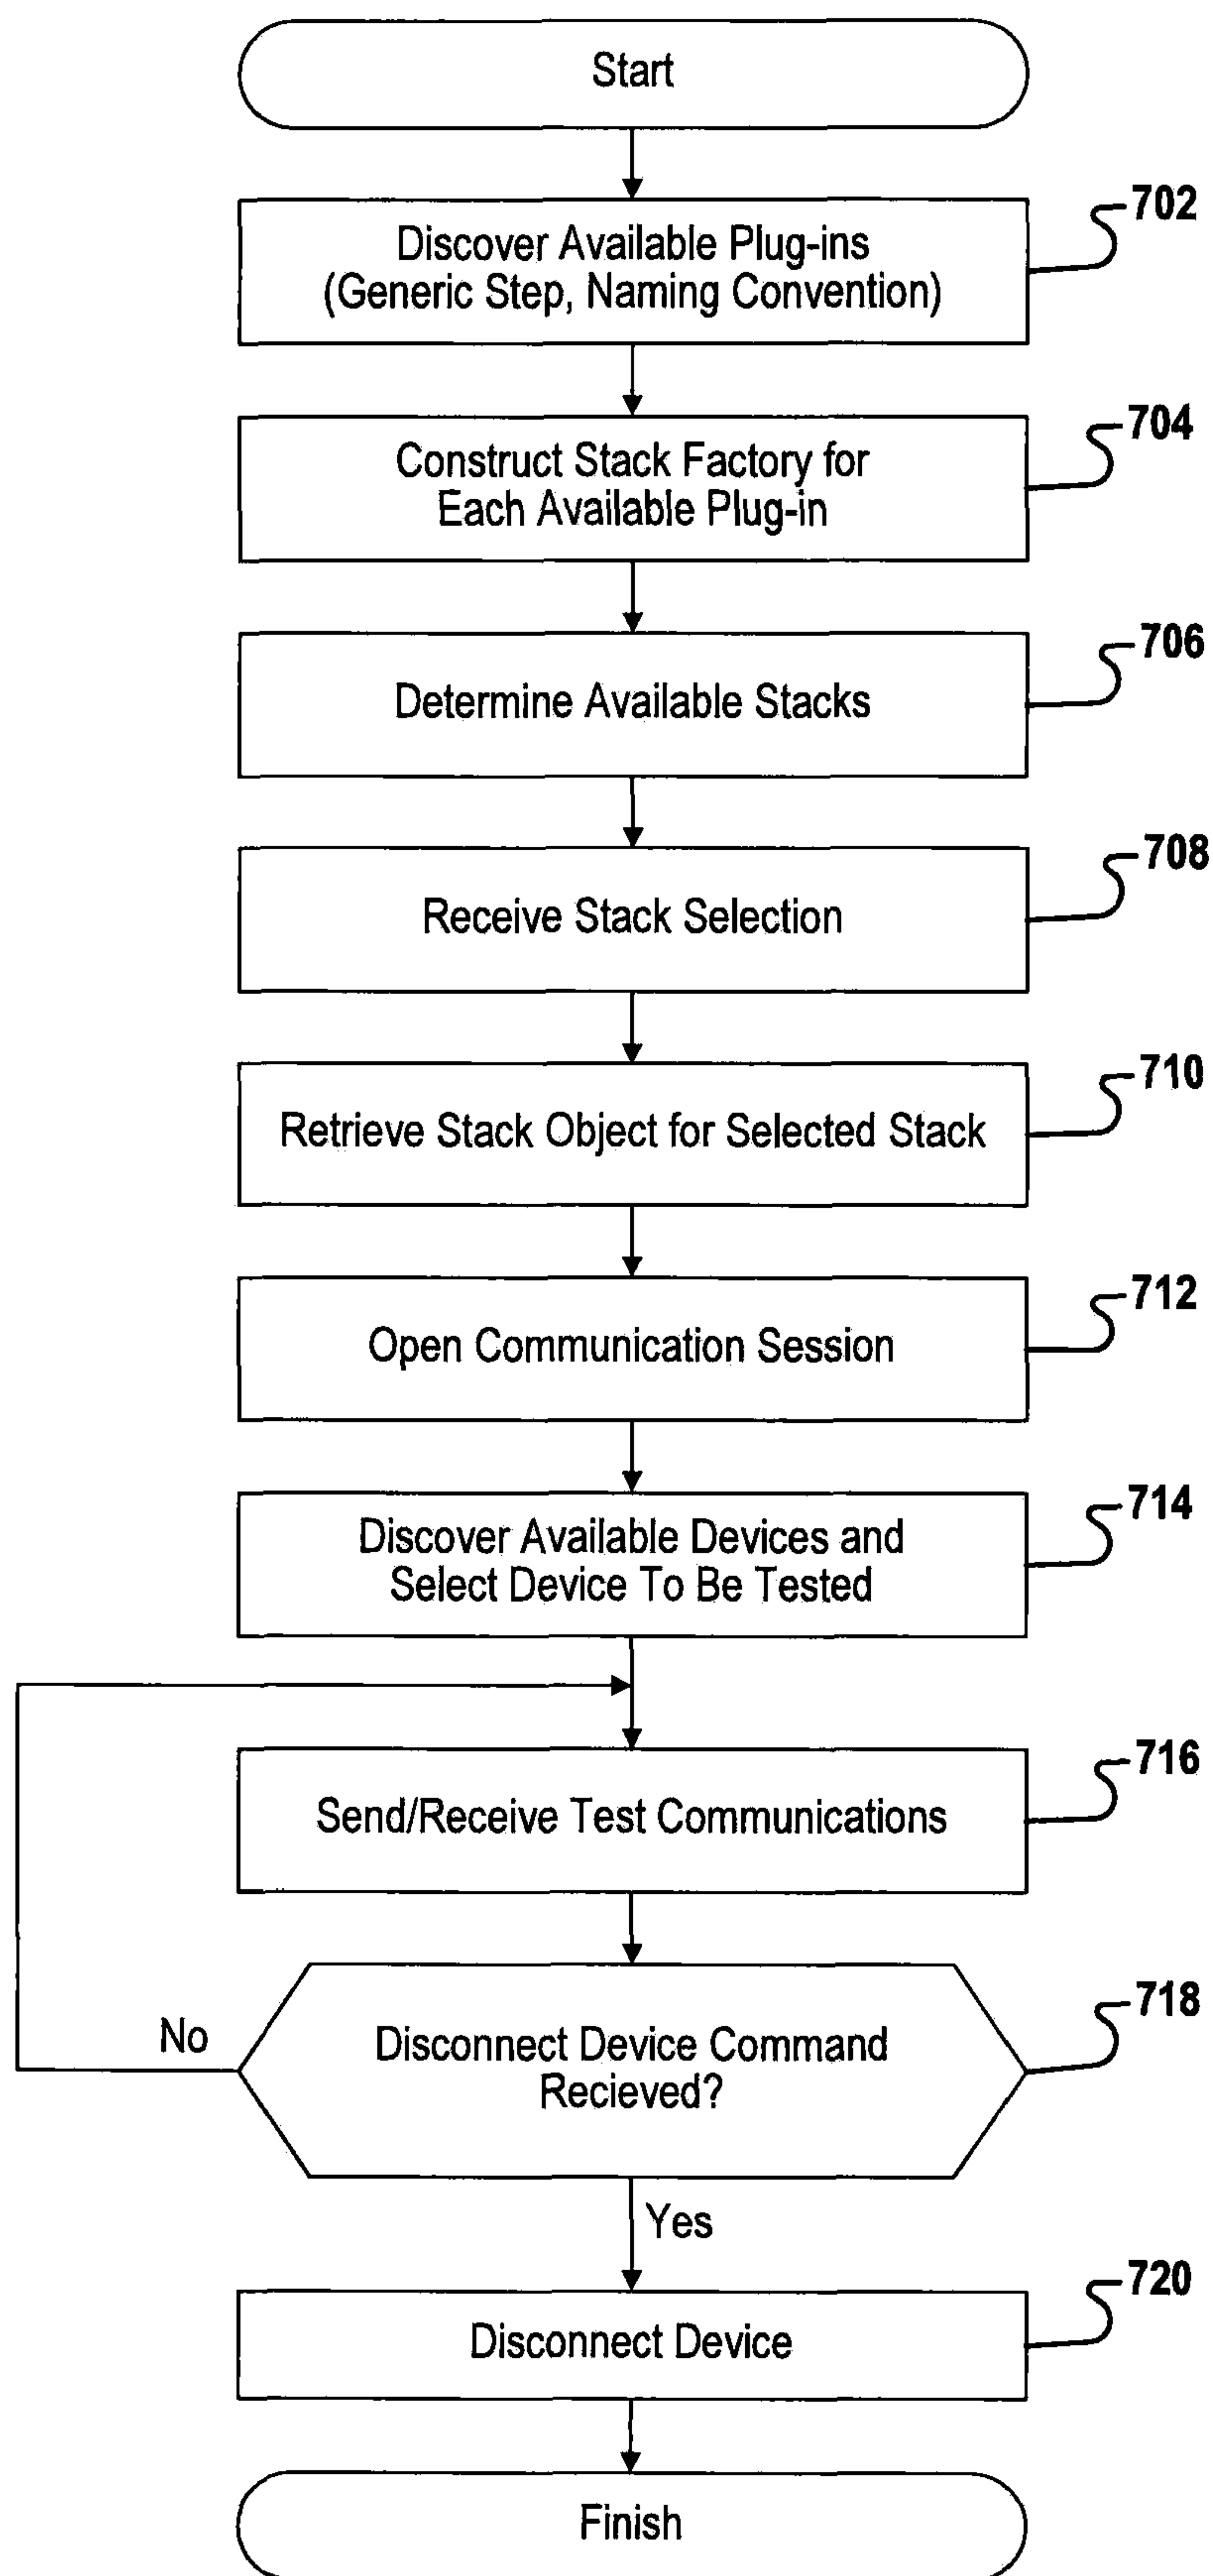 Start
702
Discover Available Plug-ins
(Generic Step, Naming Convention)
704
Construct Stack Factory for
Each Available Plug-in
706
Determine Available Stacks
708
Receive Stack Selection
710
Retrieve Stack Object for Selected Stack
712
Open Communication Session
714
Discover Available Devices and
Select Device To Be Tested
716
Send/Receive Test Communications
718
No
Disconnect Device Command
Recieved?
Yes
720
Disconnect Device
Finish